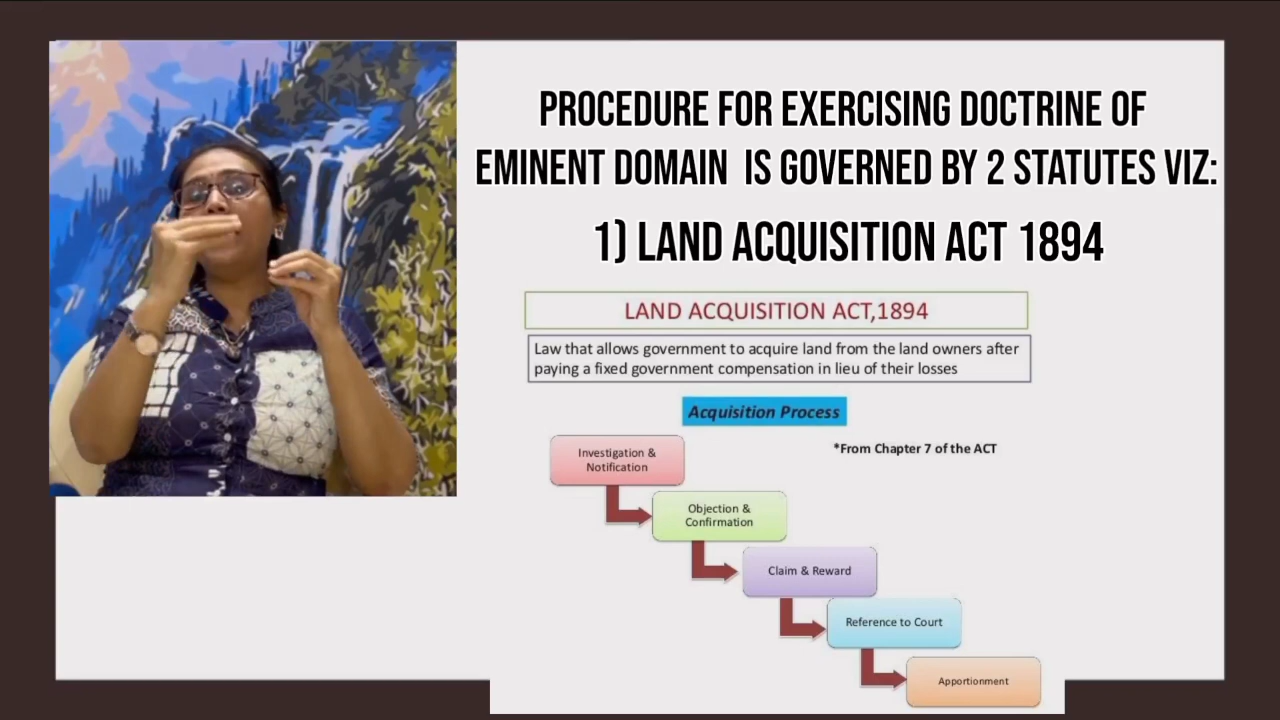 PROCEDURE FOR EXERCISING DOCTRINE OF
EMINENT DOMAIN IS GOVERNED BY 2 STATUTES VIZ:
1) LAND ACQUISITION ACT 1894
LAND ACQUISITION ACT,1894
Law that allows government to acquire land from the land owners after
paying a fixed government compensation in lieu of their losses
Acquisition Process
*From Chapter 7 of the ACT
Investigation &
Notification
Objection &
Confirmation
Claim & Reward
Reference to Court
Apportionment